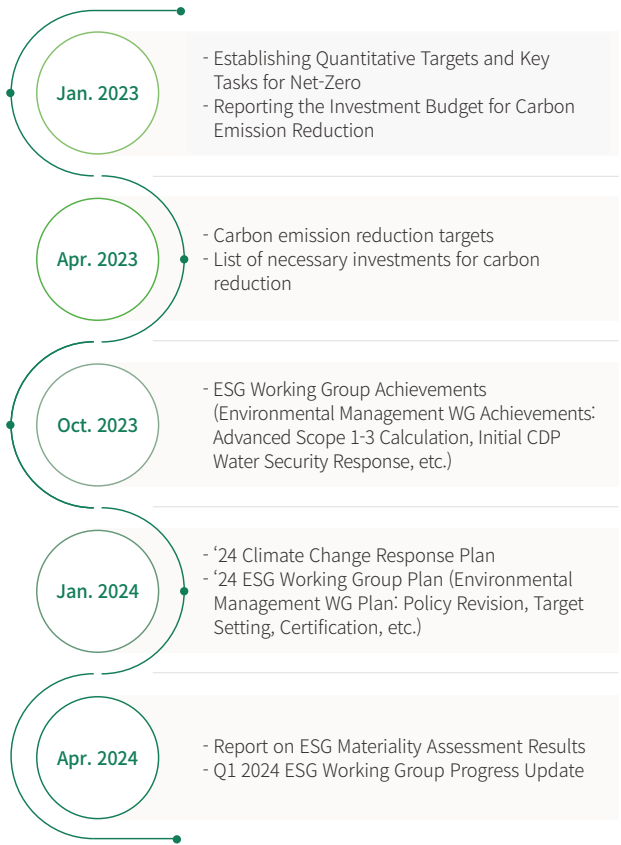 Jan. 2023
- Establishing Quantitative Targets and Key
Tasks for Net-Zero
- Reporting the Investment Budget for Carbon
Emission Reduction
Apr. 2023
- Carbon emission reduction targets
- List of necessary investments for carbon
reduction
Oct. 2023
- ESG Working Group Achievements
(Environmental Management WG Achievements:
Advanced Scope 1-3 Calculation, Initial CDP
Water Security Response, etc.)
Jan. 2024
- ‘24 Climate Change Response Plan
- ‘24 ESG Working Group Plan (Environmental
Management WG Plan: Policy Revision, Target
Setting, Certification, etc.)
Apr. 2024
- Report on ESG Materiality Assessment Results
- Q1 2024 ESG Working Group Progress Update